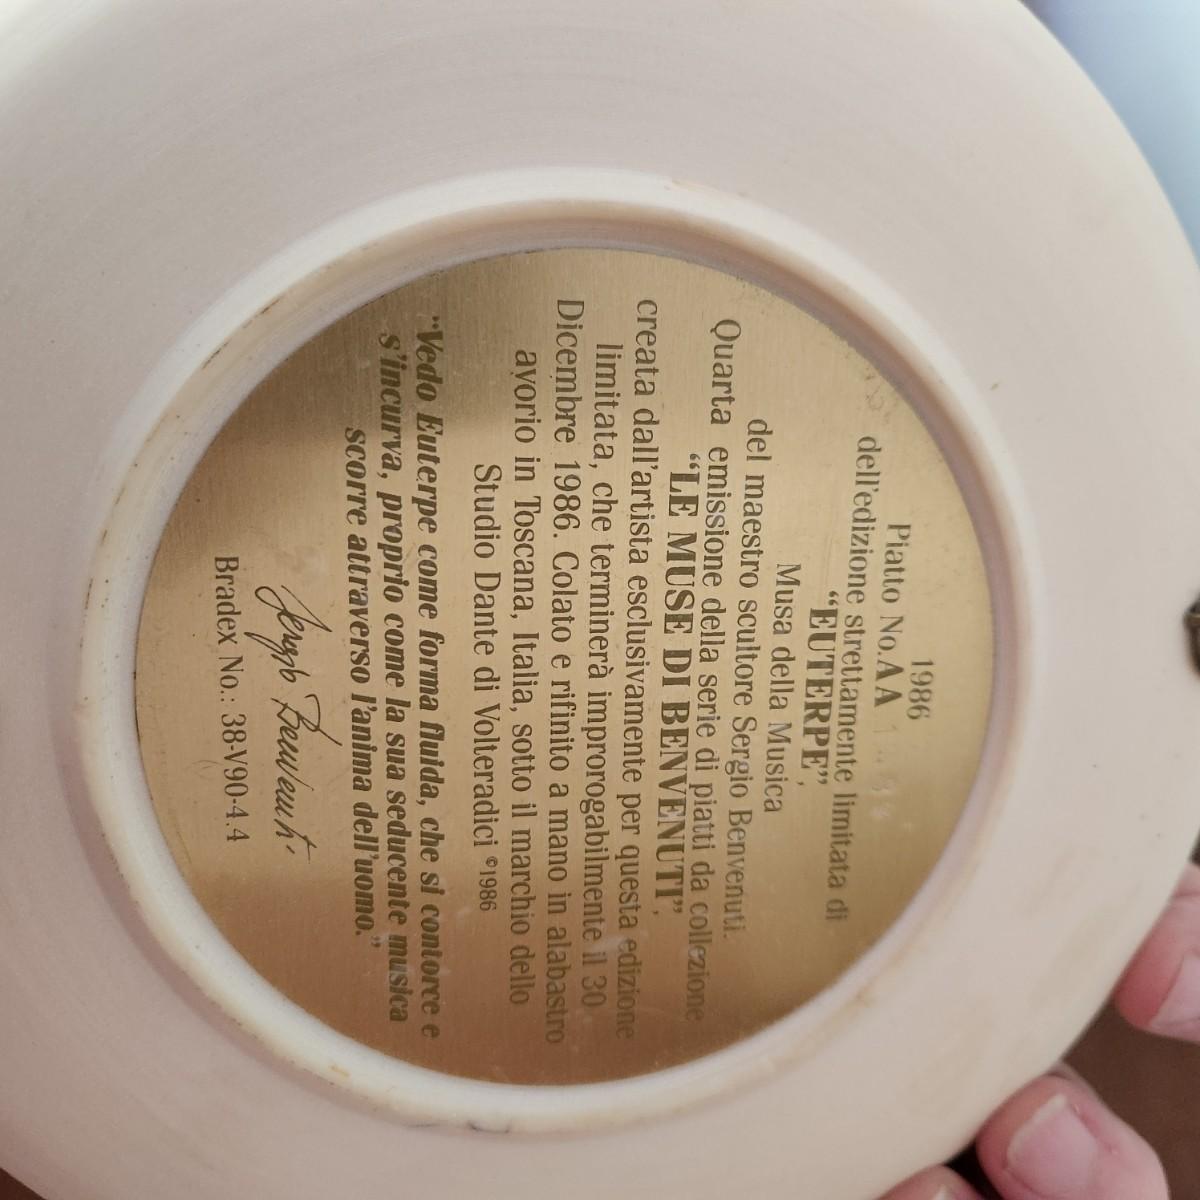 1986
Piatto No. AA
dell'edizione strettamente limitata di
"EUTERPE",
Musa della Musica
del maestro scultore Sergio Benvenuti.
Quarta emissione della serie di piatti da collezione
"LE MUSE DI BENVENUTI",
creata dall'artista esclusivamente per questa edizione
limitata, che terminerà improrogabilmente il 30
Dicembre 1986. Colato e rifinito a mano in alabastro
avorio in Toscana, Italia, sotto il marchio dello
Studio Dante di Volteradici ©1986
"Vedo Euterpe come forma fluida, che si contorce e
s'incurva, proprio come la sua seducente musica
scorre attraverso l'anima dell'uomo."
Sergio Benvenuti
Bradex No.: 38-V90-4.4